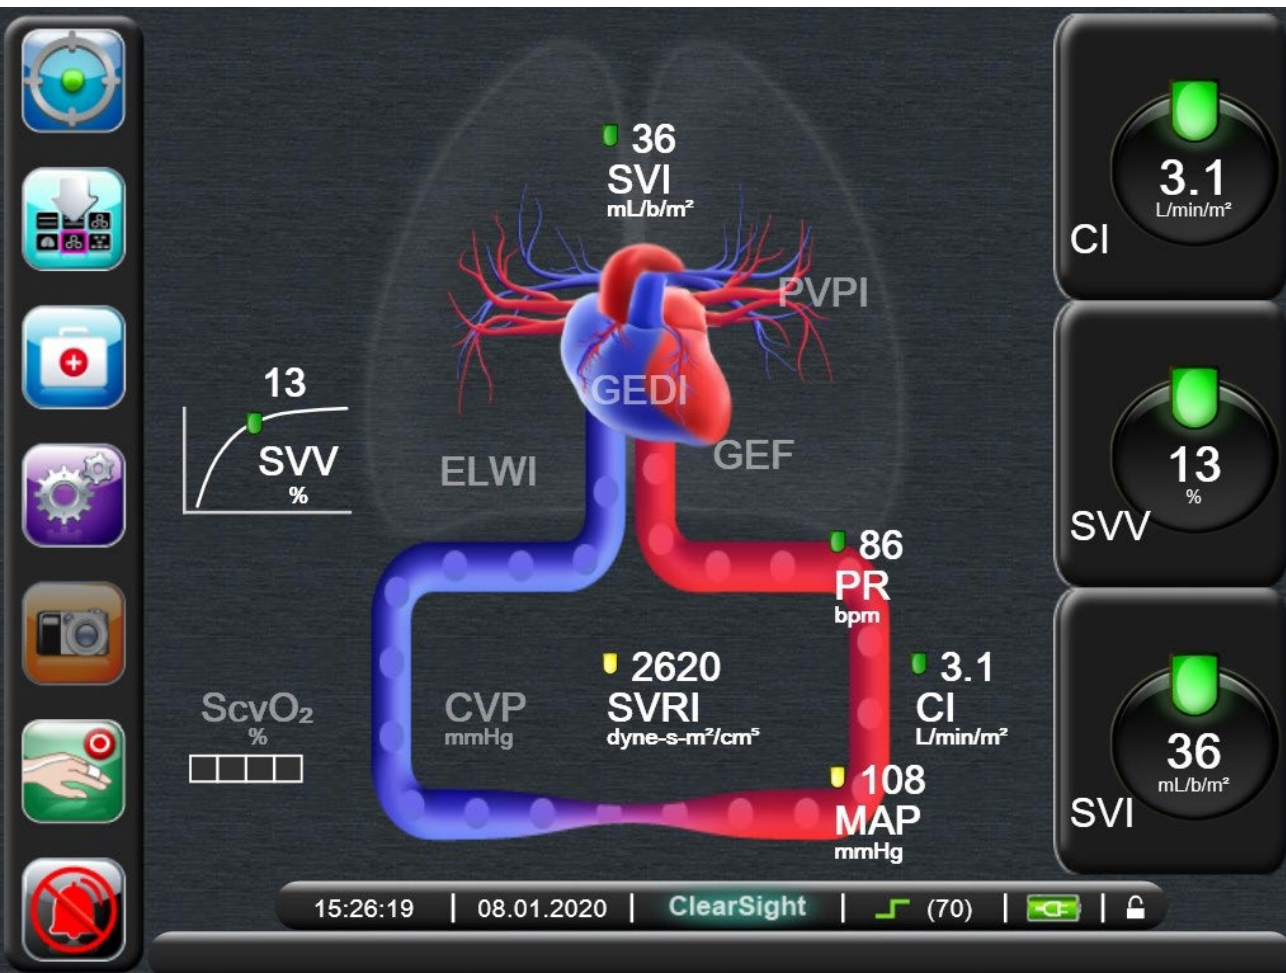 36
SVI
mL/b/m²
PVPI
GEDI
GEF
ELWI
13
SVV
%
86
PR
bpm
2620
SVRI
dyne-s-m²/cm⁵
3.1
CI
L/min/m²
ScvO₂
%
CVP
mmHg
108
MAP
mmHg
3.1
L/min/m²
CI
13
%
SVV
36
mL/b/m²
SVI
15:26:19 | 08.01.2020 | ClearSight | (70) |